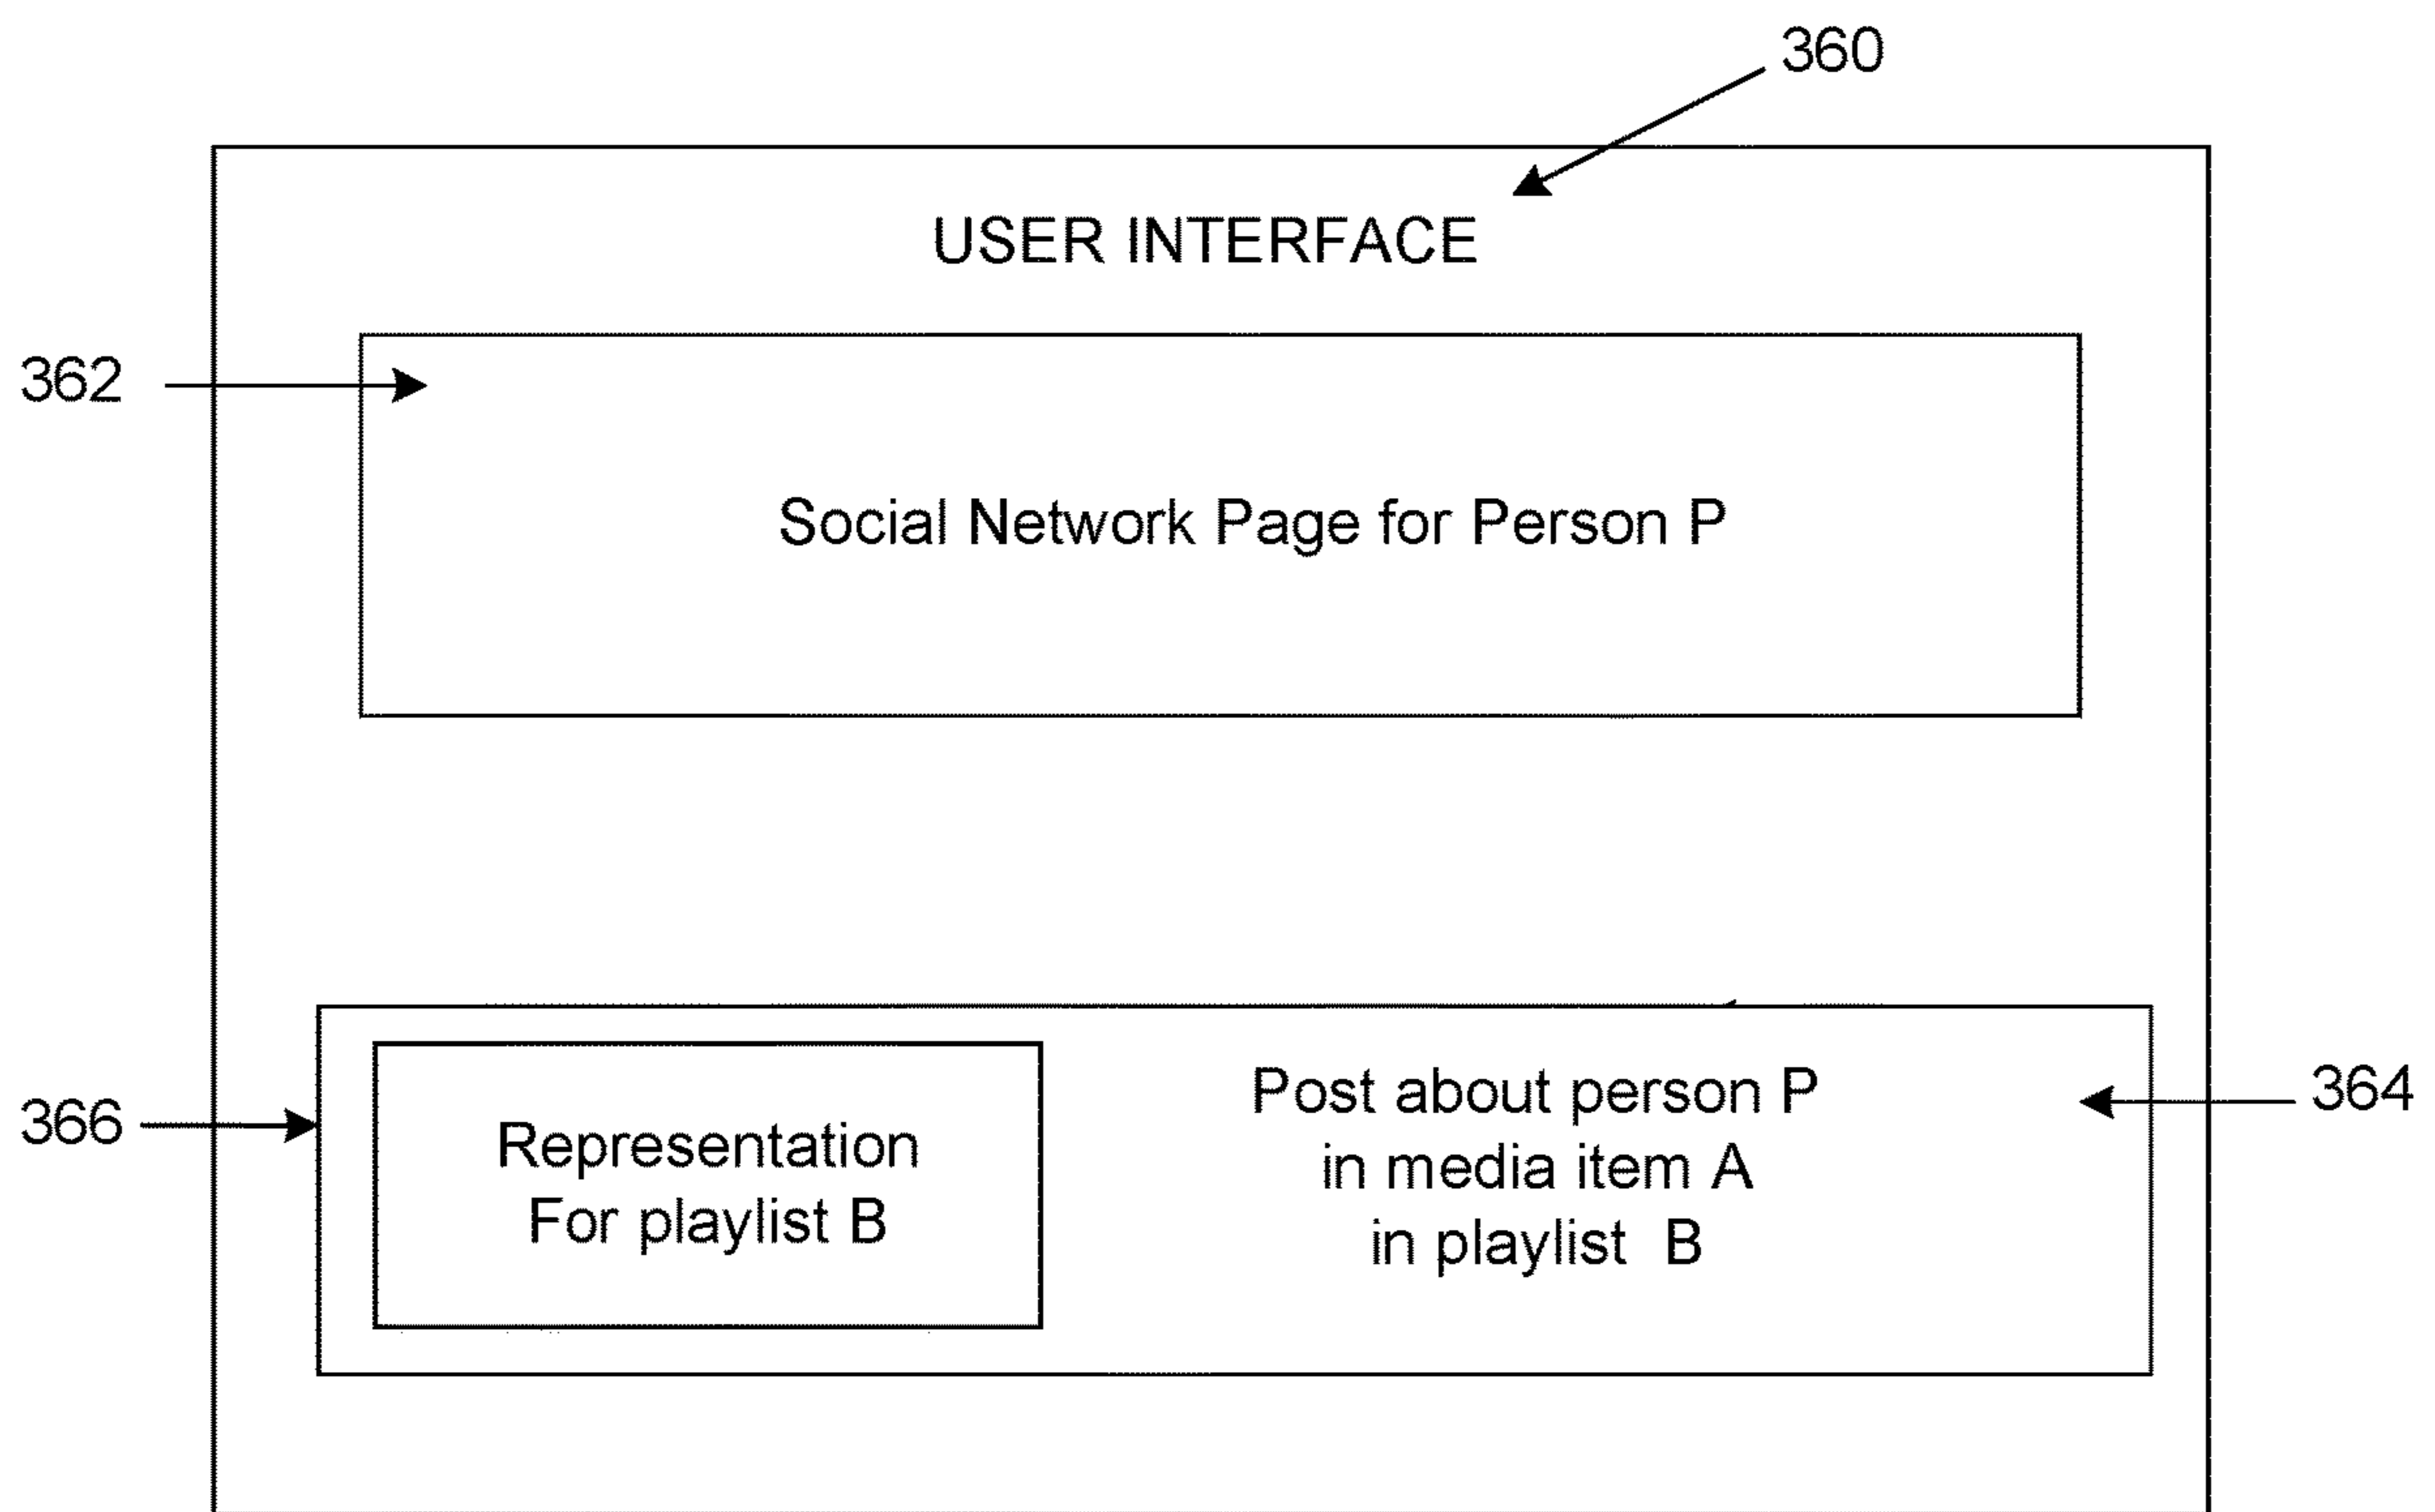 360
USER INTERFACE
362
Social Network Page for Person P
366
Representation
For playlist B
Post about person P
in media item A
in playlist B
364